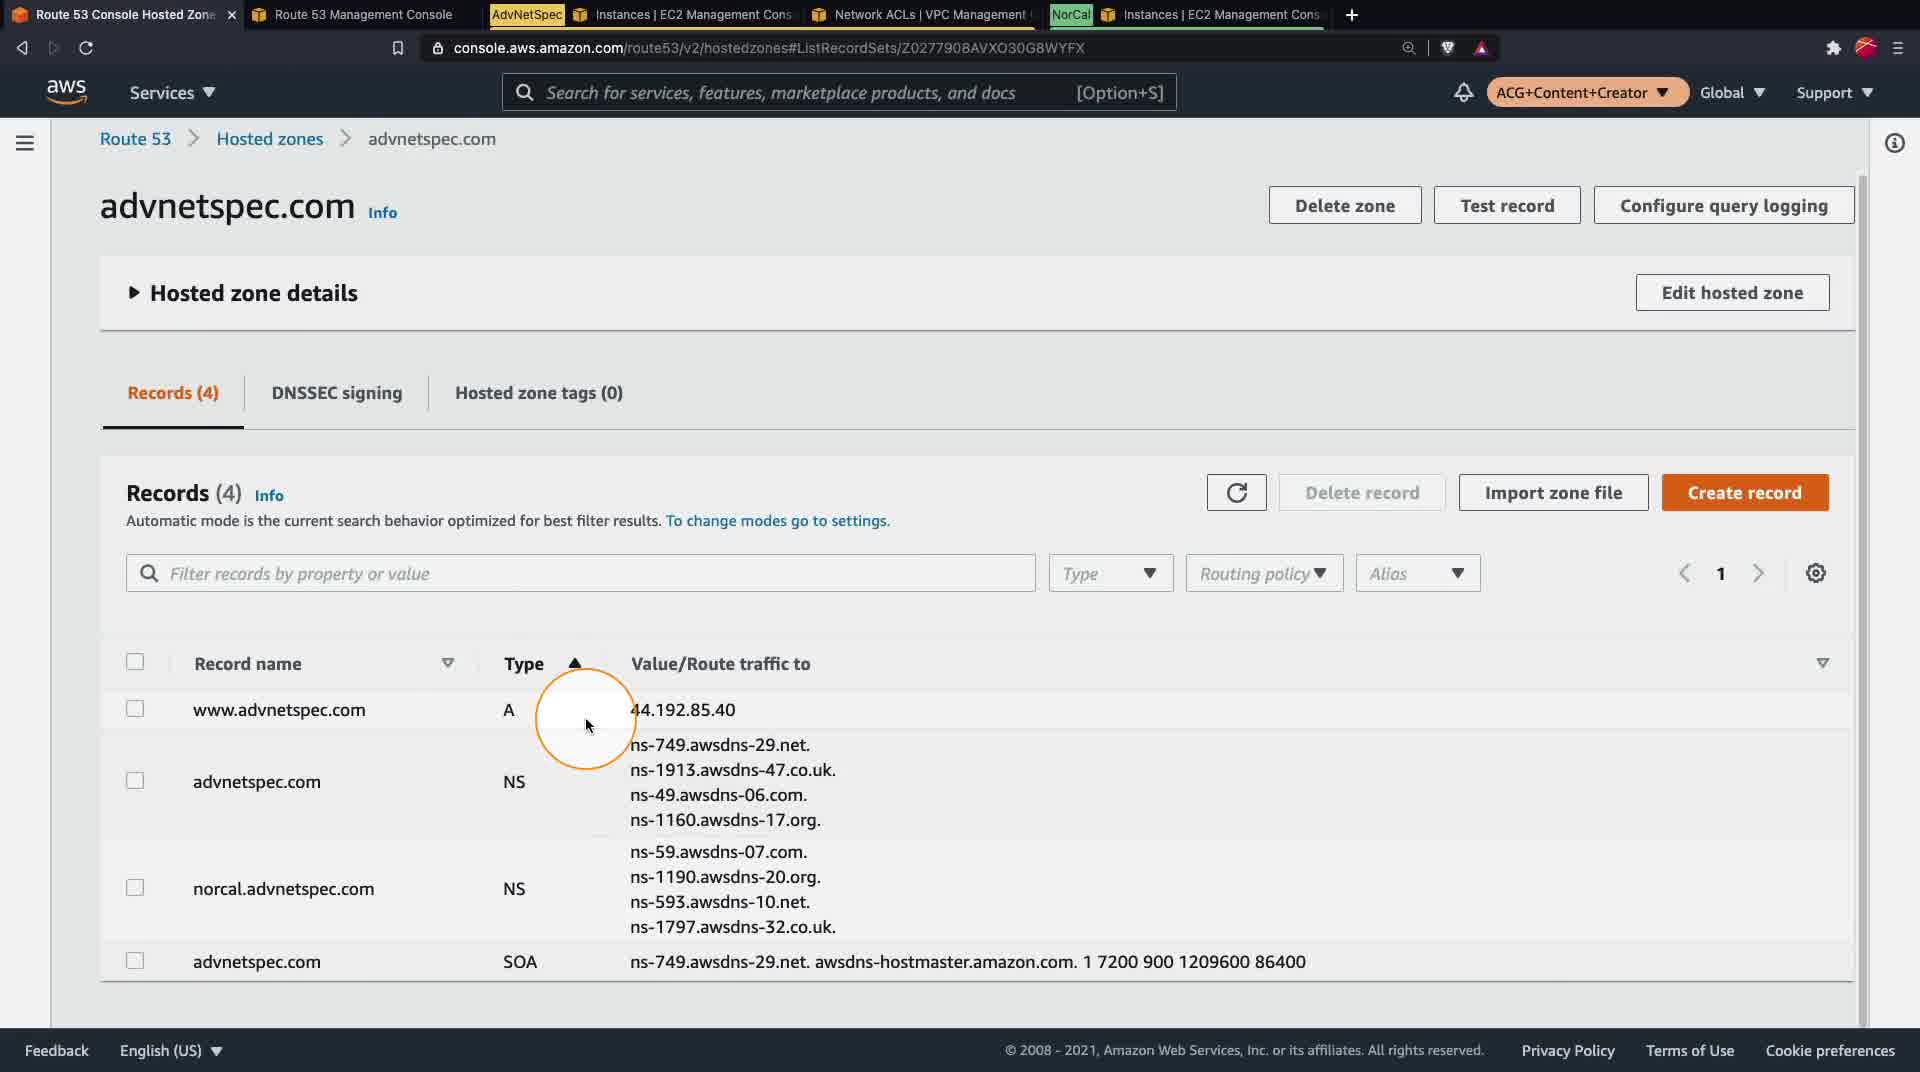 Route 53 Console Hosted Zone
Route 53 Management Console
AdvNetSpec
Instances | EC2 Management Cons
Network ACLs | VPC Management
NorCal
Instances | EC2 Management Cons
console.aws.amazon.com/route53/v2/hostedzones#ListRecordSets/Z0277908AVXO30G8WYFX
aws
Services
Search for services, features, marketplace products, and docs
[Option+S]
ACG+Content+Creator
Global
Support
Route 53
Hosted zones
advnetspec.com
advnetspec.com
Info
Delete zone
Test record
Configure query logging
Hosted zone details
Edit hosted zone
Records (4)
DNSSEC signing
Hosted zone tags (0)
Records (4)
Info
Delete record
Import zone file
Create record
Automatic mode is the current search behavior optimized for best filter results. To change modes go to settings.
Filter records by property or value
Type
Routing policy
Alias
1
Record name
Type
Value/Route traffic to
www.advnetspec.com
A
44.192.85.40
advnetspec.com
NS
ns-749.awsdns-29.net.
ns-1913.awsdns-47.co.uk.
ns-49.awsdns-06.com.
ns-1160.awsdns-17.org.
norcal.advnetspec.com
NS
ns-59.awsdns-07.com.
ns-1190.awsdns-20.org.
ns-593.awsdns-10.net.
ns-1797.awsdns-32.co.uk.
advnetspec.com
SOA
ns-749.awsdns-29.net. awsdns-hostmaster.amazon.com. 1 7200 900 1209600 86400
Feedback
English (US)
© 2008 - 2021, Amazon Web Services, Inc. or its affiliates. All rights reserved.
Privacy Policy
Terms of Use
Cookie preferences